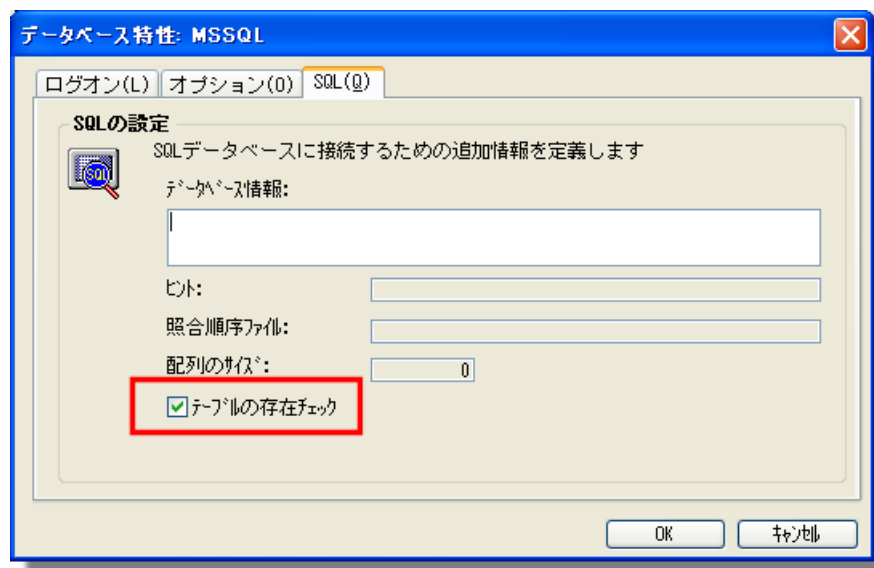 データベース特性: MSSQL
ログオン(L) オプション(O) SQL(Q)
SQLの設定
SQLデータベースに接続するための追加情報を定義します
SQL
ﾃﾞｰﾀﾍﾞｰｽ情報:
ﾋﾝﾄ:
照合順序ﾌｧｲﾙ:
配列のｻｲｽﾞ: 0
ﾃｰﾌﾞﾙの存在ﾁｪｯｸ
OK ｷｬﾝｾﾙ